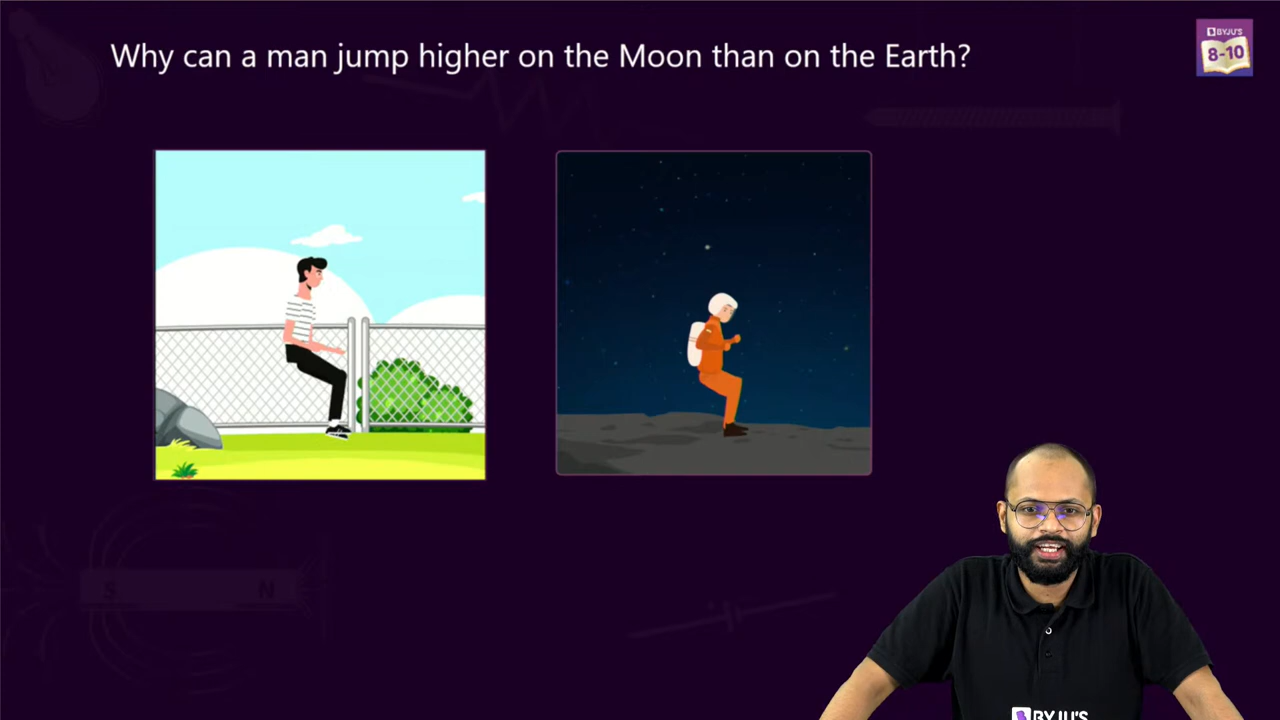 Why can a man jump higher on the Moon than on the Earth?
BYJU'S
8-10
S
N
BYJU'S